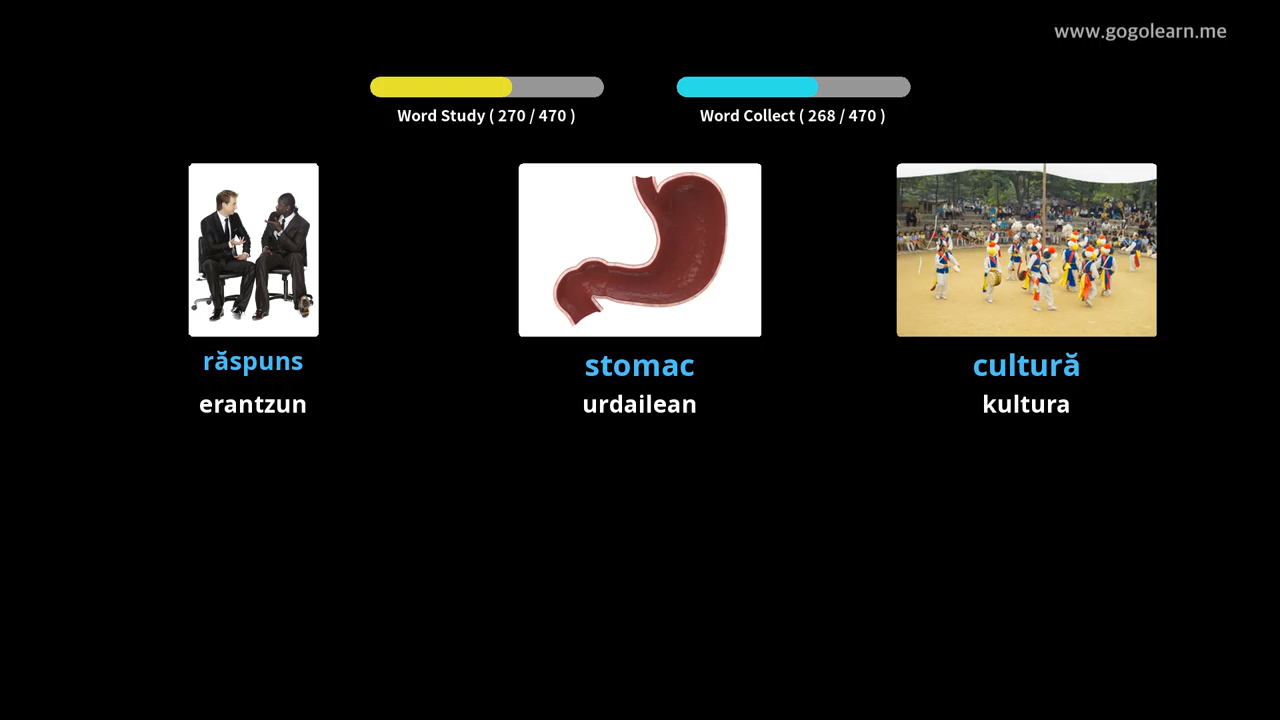 www.gogolearn.me
Word Study ( 270 / 470 )
Word Collect ( 268 / 470 )
răspuns
stomac
cultură
erantzun
urdailean
kultura